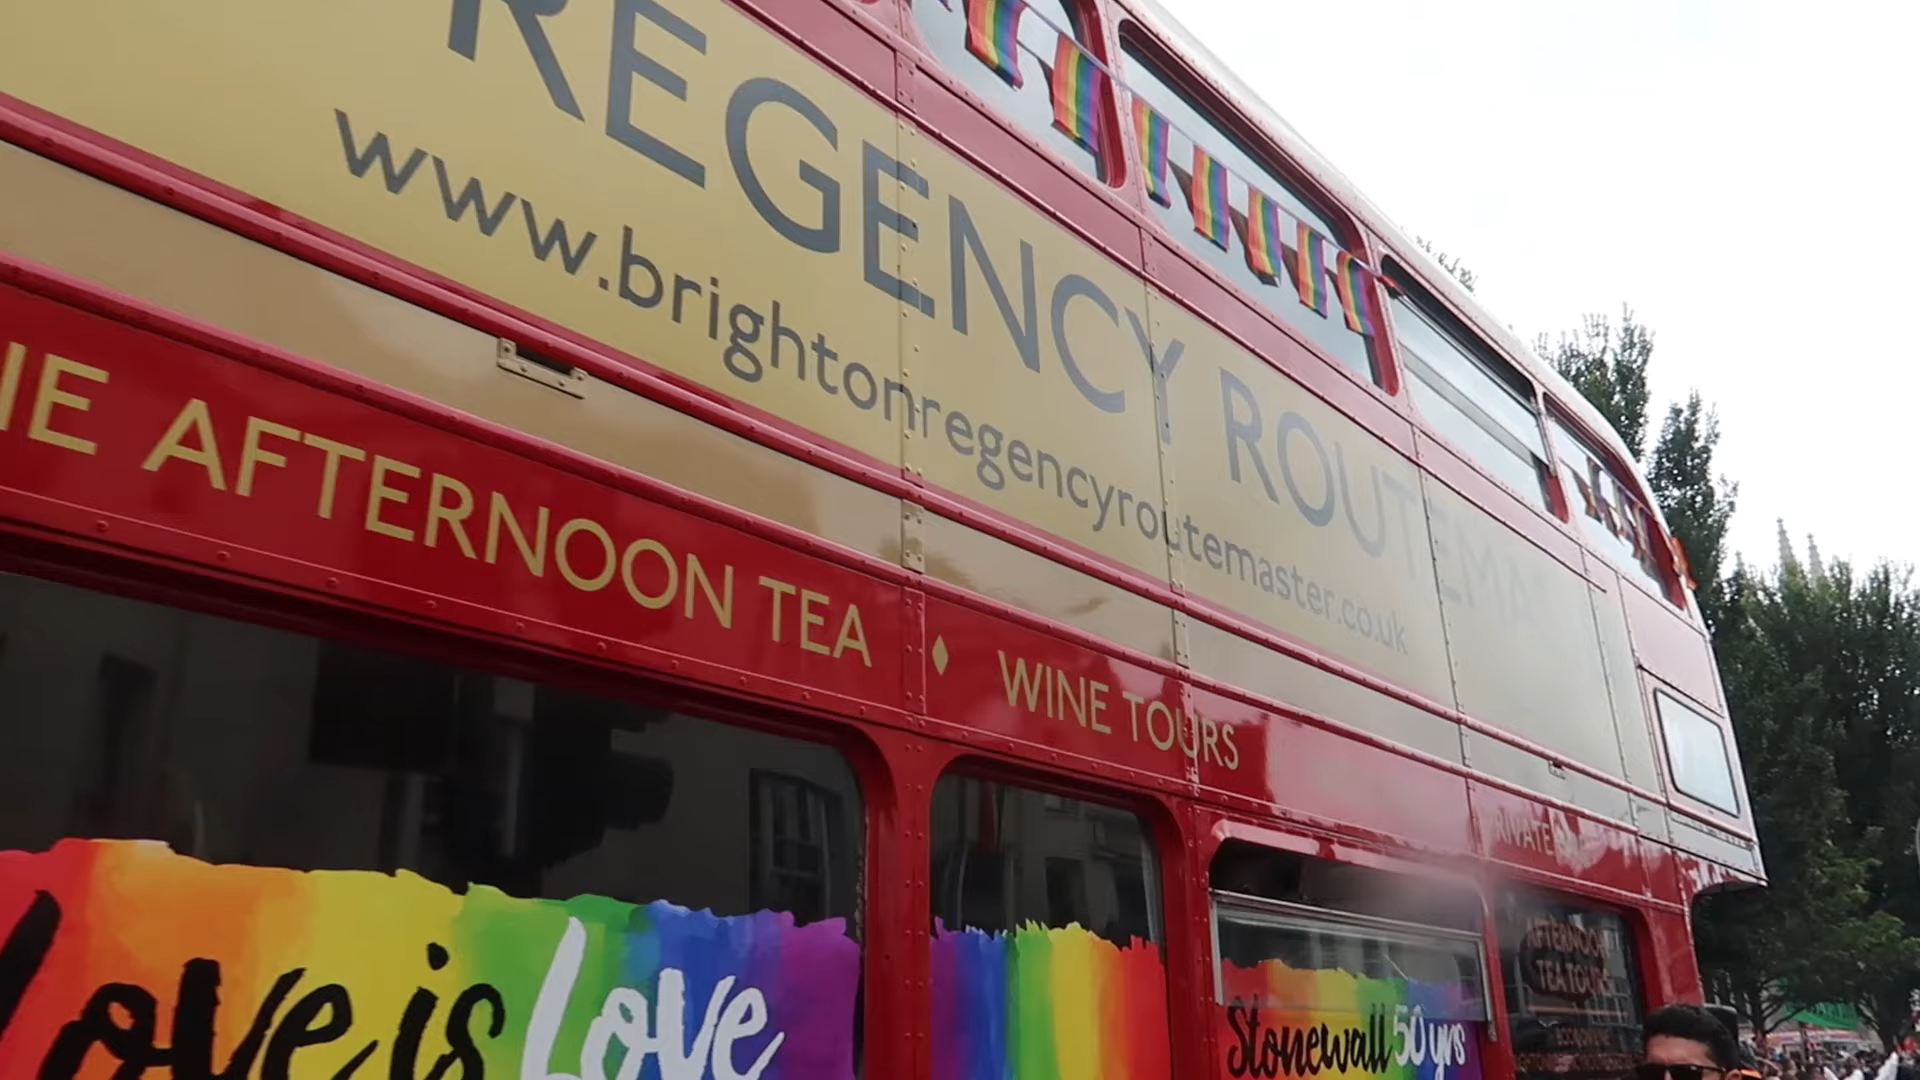 REGENCY ROUTEMA
www.brightonregencyroutemaster.co.uk
AFTERNOON TEA ♦ WINE TOURS
Love is Love
Stonewall 50 yrs
AFTERNOON
TEA TOURS